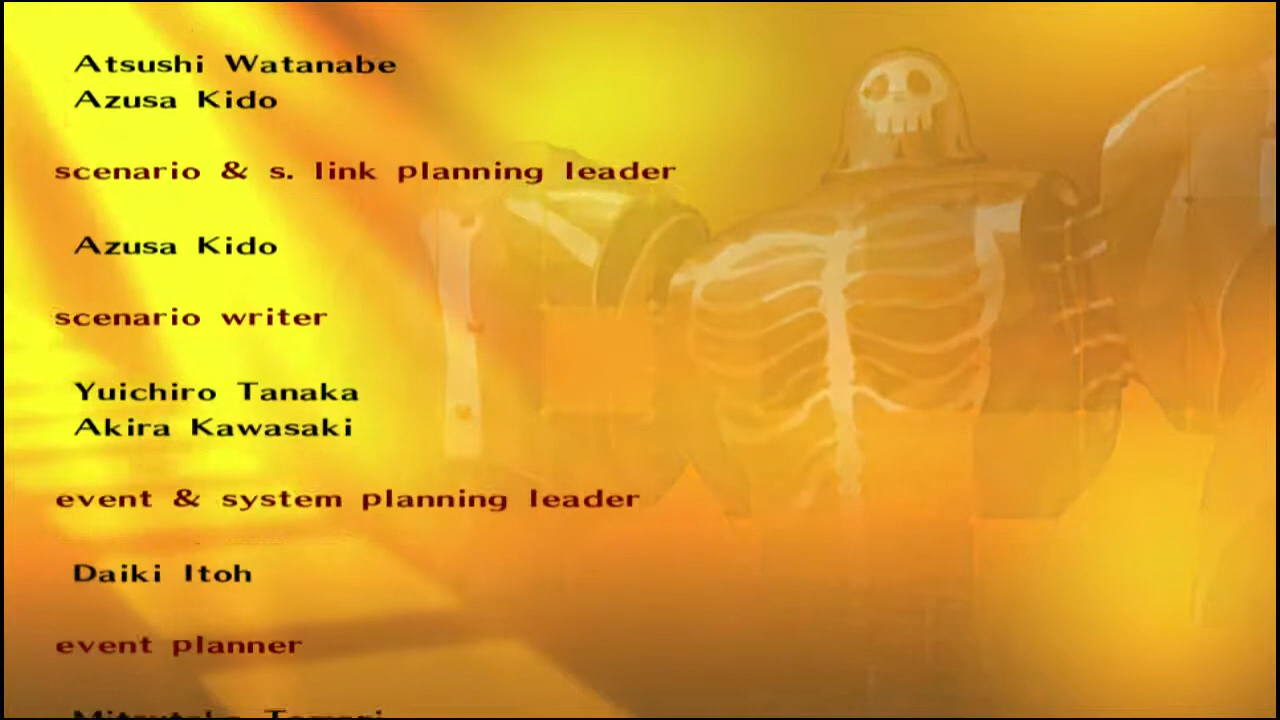 Atsushi Watanabe
Azusa Kido
scenario & s. link planning leader
Azusa Kido
scenario writer
Yuichiro Tanaka
Akira Kawasaki
event & system planning leader
Daiki Itoh
event planner